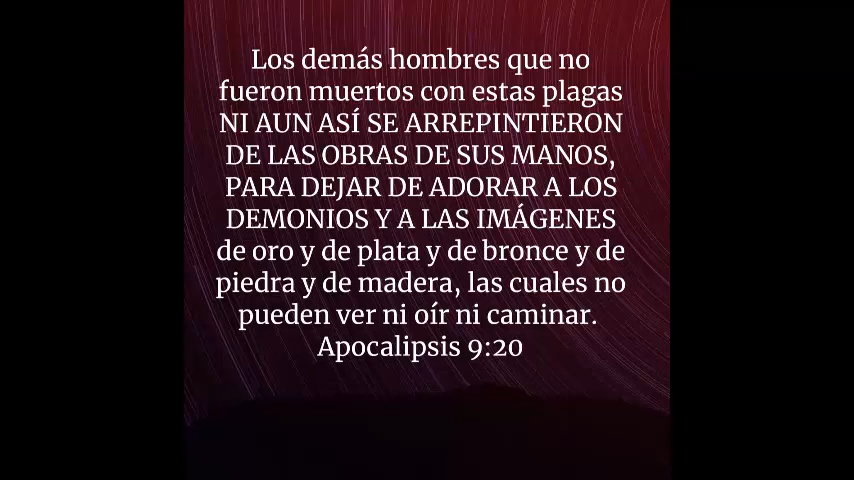 Los demás hombres que no
fueron muertos con estas plagas
NI AUN ASÍ SE ARREPINTIERON
DE LAS OBRAS DE SUS MANOS,
PARA DEJAR DE ADORAR A LOS
DEMONIOS Y A LAS IMÁGENES
de oro y de plata y de bronce y de
piedra y de madera, las cuales no
pueden ver ni oír ni caminar.
Apocalipsis 9:20